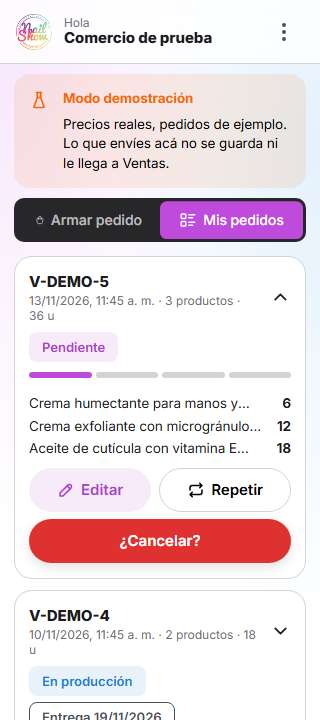 Nail
Show
Hola
Comercio de prueba
Modo demostración
Precios reales, pedidos de ejemplo.
Lo que envíes acá no se guarda ni
le llega a Ventas.
Armar pedido
Mis pedidos
V-DEMO-5
13/11/2026, 11:45 a. m. · 3 productos ·
36 u
Pendiente
Crema humectante para manos y... 6
Crema exfoliante con microgránulo... 12
Aceite de cutícula con vitamina E... 18
Editar
Repetir
¿Cancelar?
V-DEMO-4
10/11/2026, 11:45 a. m. · 2 productos · 18
u
En producción
Entrega 19/11/2026